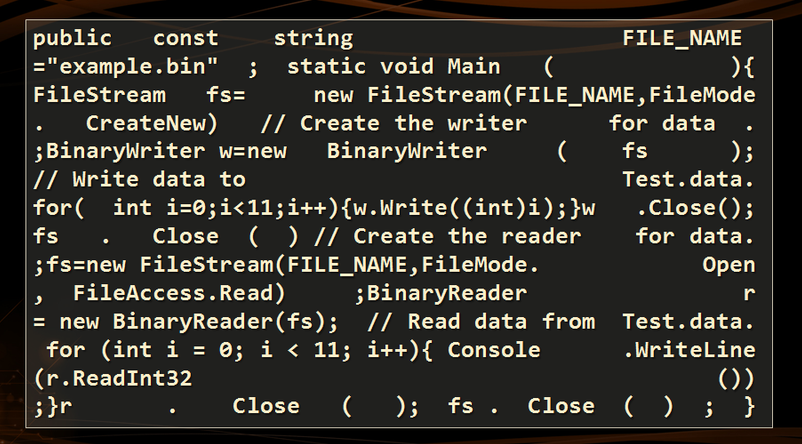 public   const    string                    FILE_NAME
="example.bin"  ;  static void Main   (             ){
FileStream   fs=     new FileStream(FILE_NAME,FileMode
.   CreateNew)   // Create the writer      for data  .
;BinaryWriter w=new   BinaryWriter     (    fs      );
// Write data to                            Test.data.
for(  int i=0;i<11;i++){w.Write((int)i);}w   .Close();
fs   .   Close  (  ) // Create the reader    for data.
;fs=new FileStream(FILE_NAME,FileMode.            Open
,  FileAccess.Read)     ;BinaryReader                r
= new BinaryReader(fs);  // Read data from  Test.data.
 for (int i = 0; i < 11; i++){ Console      .WriteLine
(r.ReadInt32                                       ())
;}r       .    Close   (   );  fs .  Close  (  )  ;  }